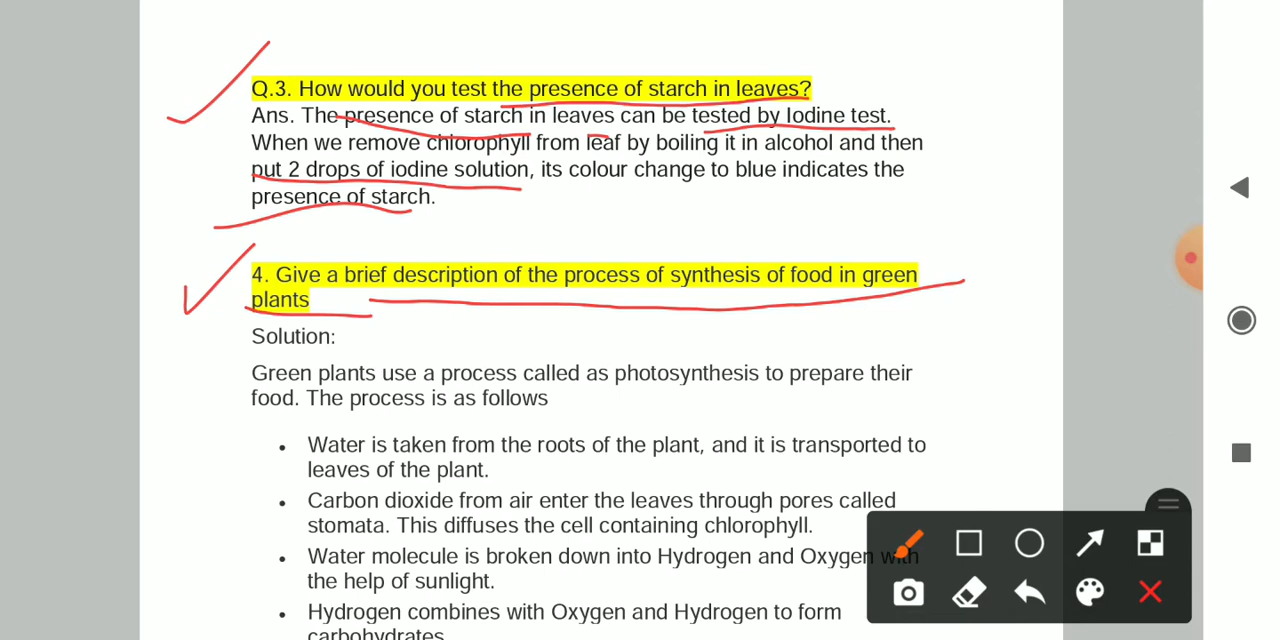 Q.3. How would you test the presence of starch in leaves?
Ans. The presence of starch in leaves can be tested by Iodine test.
When we remove chlorophyll from leaf by boiling it in alcohol and then
put 2 drops of iodine solution, its colour change to blue indicates the
presence of starch.
4. Give a brief description of the process of synthesis of food in green
plants
Solution:
Green plants use a process called as photosynthesis to prepare their
food. The process is as follows
• Water is taken from the roots of the plant, and it is transported to
leaves of the plant.
• Carbon dioxide from air enter the leaves through pores called
stomata. This diffuses the cell containing chlorophyll.
• Water molecule is broken down into Hydrogen and Oxygen with
the help of sunlight.
• Hydrogen combines with Oxygen and Hydrogen to form
carbohydrates